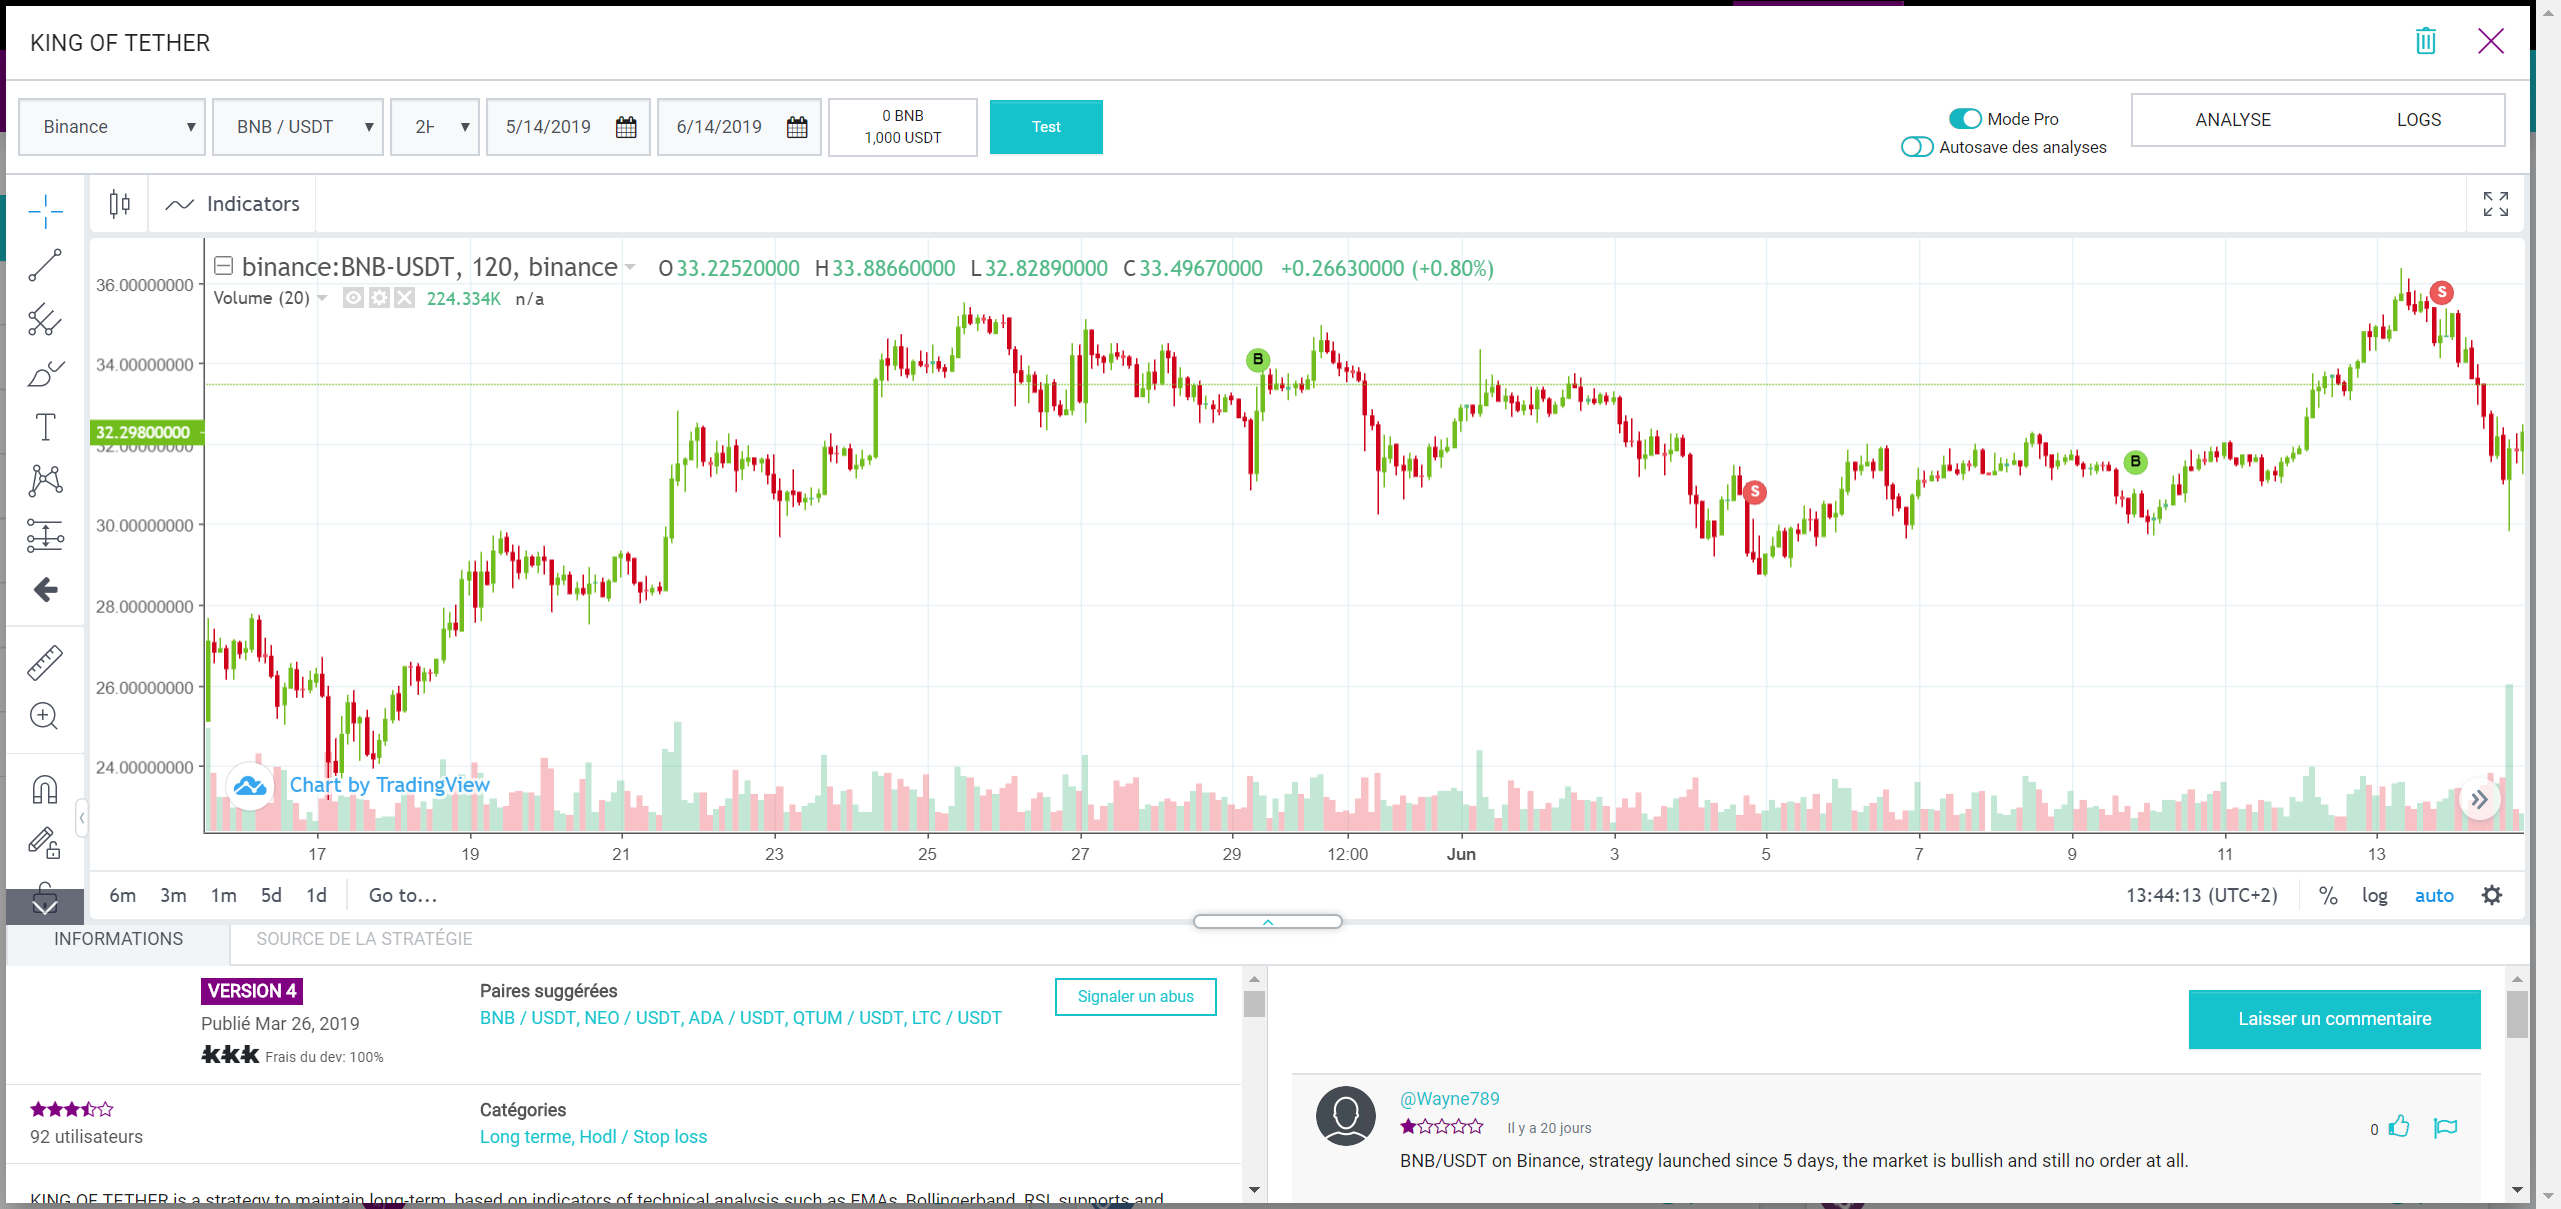 KING OF TETHER
Binance
BNB / USDT
2H
5/14/2019
6/14/2019
0 BNB
1,000 USDT
Test
Mode Pro
Autosave des analyses
ANALYSE
LOGS
Indicators
binance:BNB-USDT, 120, binance O33.22520000 H33.88660000 L32.82890000 C33.49670000 +0.26630000 (+0.80%)
Volume (20) 224.334K n/a
36.00000000
34.00000000
32.29800000
32.00000000
30.00000000
28.00000000
26.00000000
24.00000000
B
S
B
S
Chart by TradingView
17 19 21 23 25 27 29 12:00 Jun 3 5 7 9 11 13
6m 3m 1m 5d 1d Go to...
13:44:13 (UTC+2) % log auto
INFORMATIONS
SOURCE DE LA STRATÉGIE
VERSION 4
Publié Mar 26, 2019
Frais du dev: 100%
Paires suggérées
BNB / USDT, NEO / USDT, ADA / USDT, QTUM / USDT, LTC / USDT
Signaler un abus
92 utilisateurs
Catégories
Long terme, Hodl / Stop loss
KING OF TETHER is a strategy to maintain long-term, based on indicators of technical analysis such as EMAs, Bollingerband, RSI, supports and
Laisser un commentaire
@Wayne789
Il y a 20 jours
0
BNB/USDT on Binance, strategy launched since 5 days, the market is bullish and still no order at all.